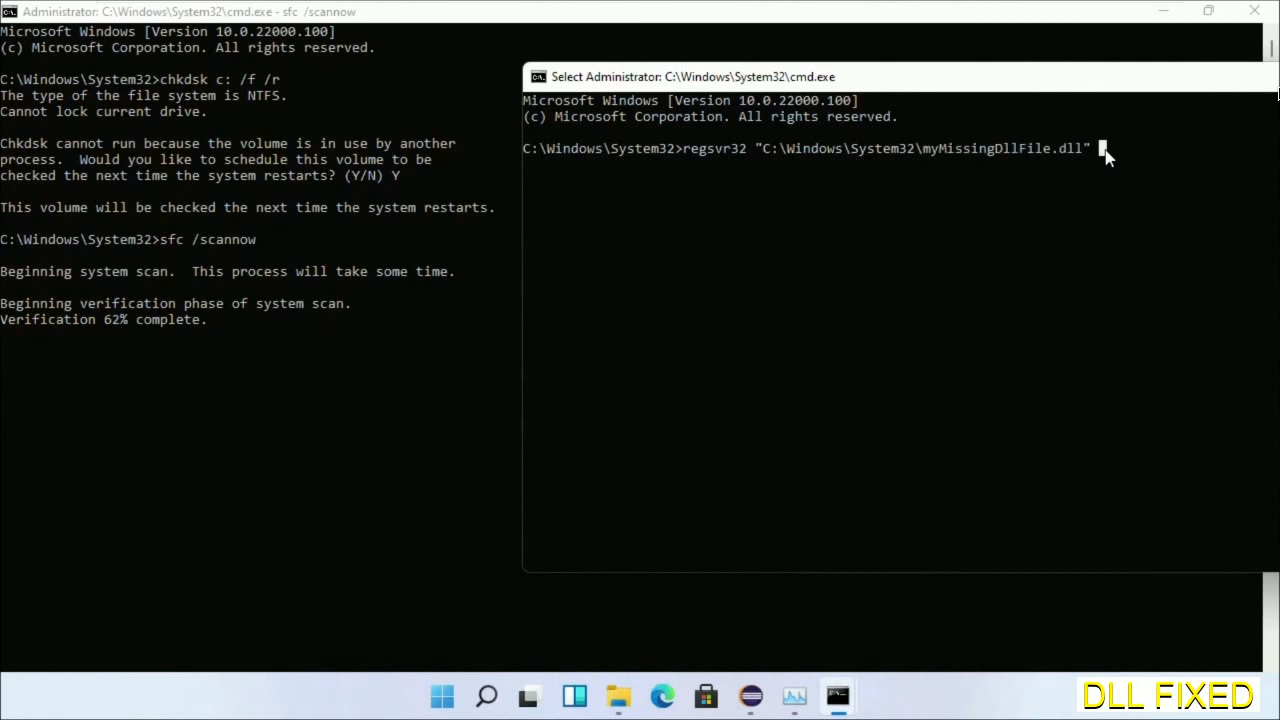 Administrator: C:\Windows\System32\cmd.exe - sfc /scannow
Microsoft Windows [Version 10.0.22000.100]
(c) Microsoft Corporation. All rights reserved.
C:\Windows\System32>chkdsk c: /f /r
The type of the file system is NTFS.
Cannot lock current drive.
Chkdsk cannot run because the volume is in use by another
process.  Would you like to schedule this volume to be
checked the next time the system restarts? (Y/N) Y
This volume will be checked the next time the system restarts.
C:\Windows\System32>sfc /scannow
Beginning system scan.  This process will take some time.
Beginning verification phase of system scan.
Verification 62% complete.
Select Administrator: C:\Windows\System32\cmd.exe
Microsoft Windows [Version 10.0.22000.100]
(c) Microsoft Corporation. All rights reserved.
C:\Windows\System32>regsvr32 "C:\Windows\System32\myMissingDllFile.dll"
DLL FIXED